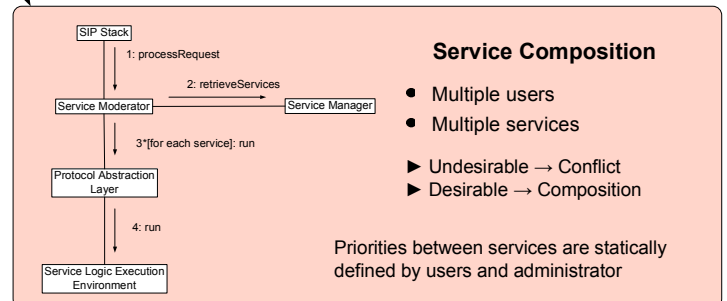 SIP Stack
1: processRequest
2: retrieveServices
Service Moderator
Service Manager
3*[for each service]: run
Protocol Abstraction
Layer
4: run
Service Logic Execution
Environment
Service Composition
• Multiple users
• Multiple services
► Undesirable → Conflict
► Desirable → Composition
Priorities between services are statically
defined by users and administrator